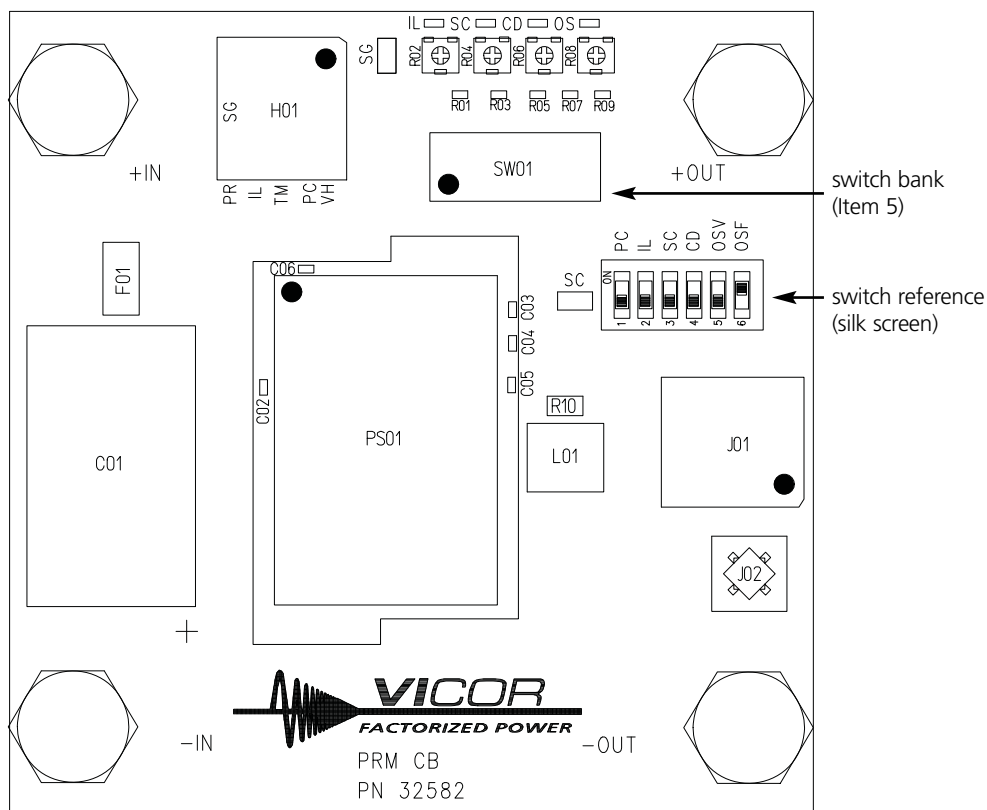 IL SC CD OS
R02 R04 R06 R08
SG
R01 R03 R05 R07 R09
SG
H01
PR IL TM PC VH
+IN
SW01
+OUT
switch bank
(Item 5)
PC IL SC CD OSV OSF
ON
1 2 3 4 5 6
SC
switch reference
(silk screen)
F01
C06
C03
C04
C05
C02
PS01
R10
L01
C01
J01
J02
+
VICOR
FACTORIZED POWER
-IN
-OUT
PRM CB
PN 32582